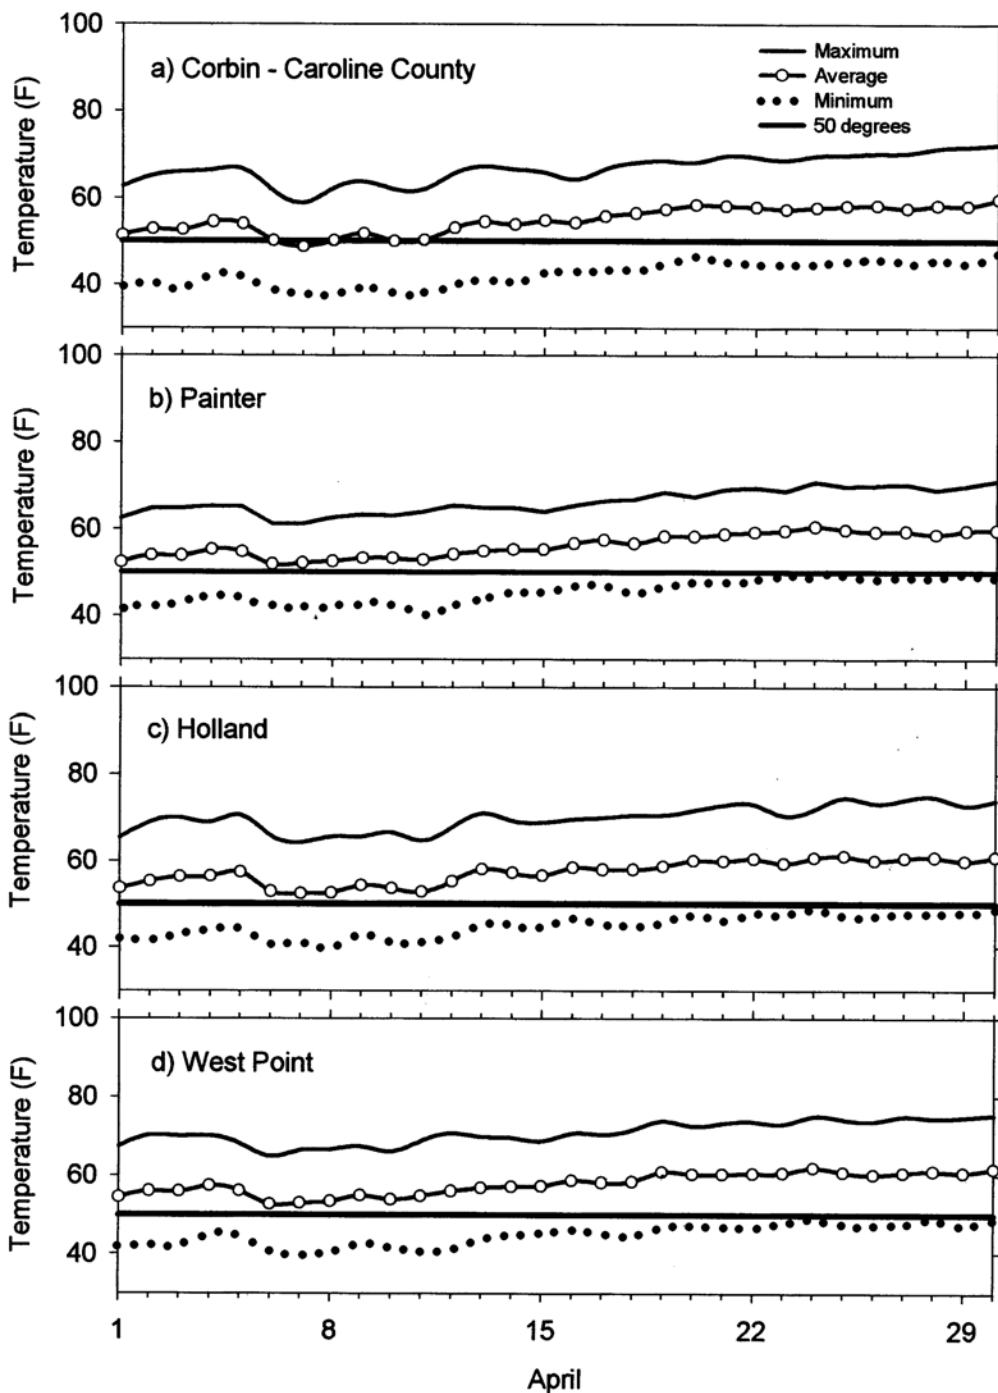 100
a) Corbin - Caroline County
Maximum
Average
Minimum
50 degrees
80
60
40
Temperature (F)
100
b) Painter
80
60
40
Temperature (F)
100
c) Holland
80
60
40
Temperature (F)
100
d) West Point
80
60
40
Temperature (F)
1 8 15 22 29
April